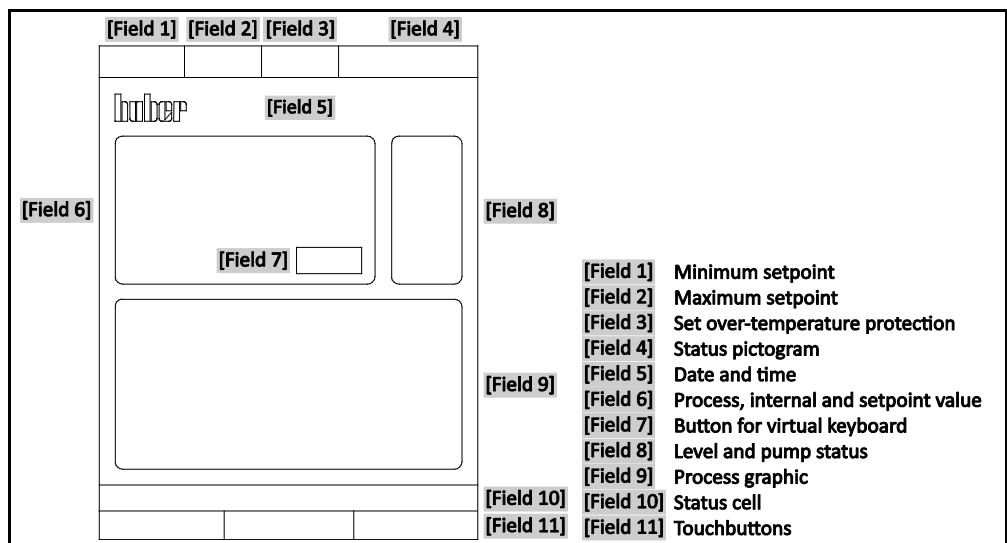 [Field 1] [Field 2] [Field 3] [Field 4]
huber
[Field 5]
[Field 6]
[Field 8]
[Field 7]
[Field 9]
[Field 10]
[Field 11]
[Field 1] Minimum setpoint
[Field 2] Maximum setpoint
[Field 3] Set over-temperature protection
[Field 4] Status pictogram
[Field 5] Date and time
[Field 6] Process, internal and setpoint value
[Field 7] Button for virtual keyboard
[Field 8] Level and pump status
[Field 9] Process graphic
[Field 10] Status cell
[Field 11] Touchbuttons